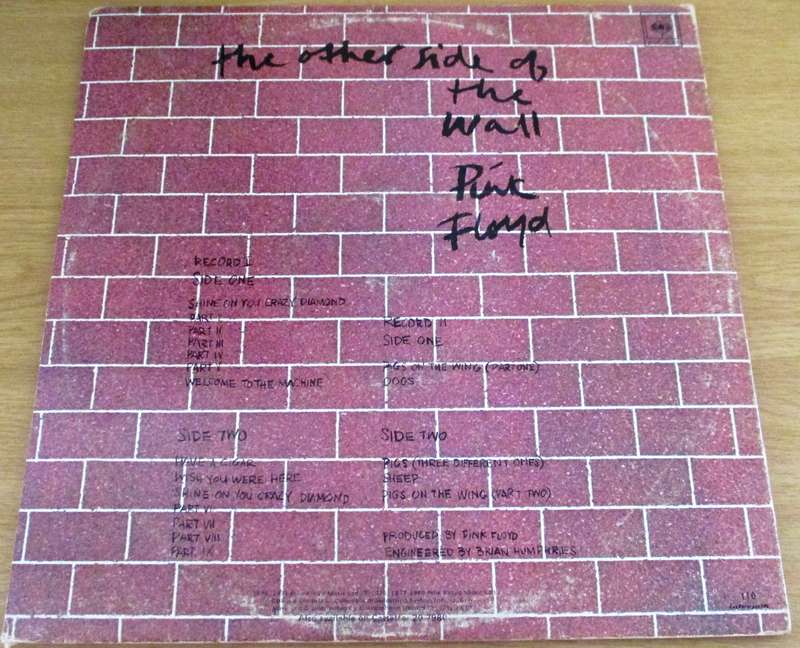 CBS
the other side of
the
Wall
Pink
Floyd
RECORD I
SIDE ONE
SHINE ON YOU CRAZY DIAMOND
PART I
PART II
PART III
PART IV
PART V
WELCOME TO THE MACHINE
SIDE TWO
HAVE A CIGAR
WISH YOU WERE HERE
SHINE ON YOU CRAZY DIAMOND
PART VI
PART VII
PART VIII
PART IX
RECORD II
SIDE ONE
PIGS ON THE WING (PART ONE)
DOGS
SIDE TWO
PIGS (THREE DIFFERENT ONES)
SHEEP
PIGS ON THE WING (PART TWO)
PRODUCED BY PINK FLOYD
ENGINEERED BY BRIAN HUMPHRIES
110